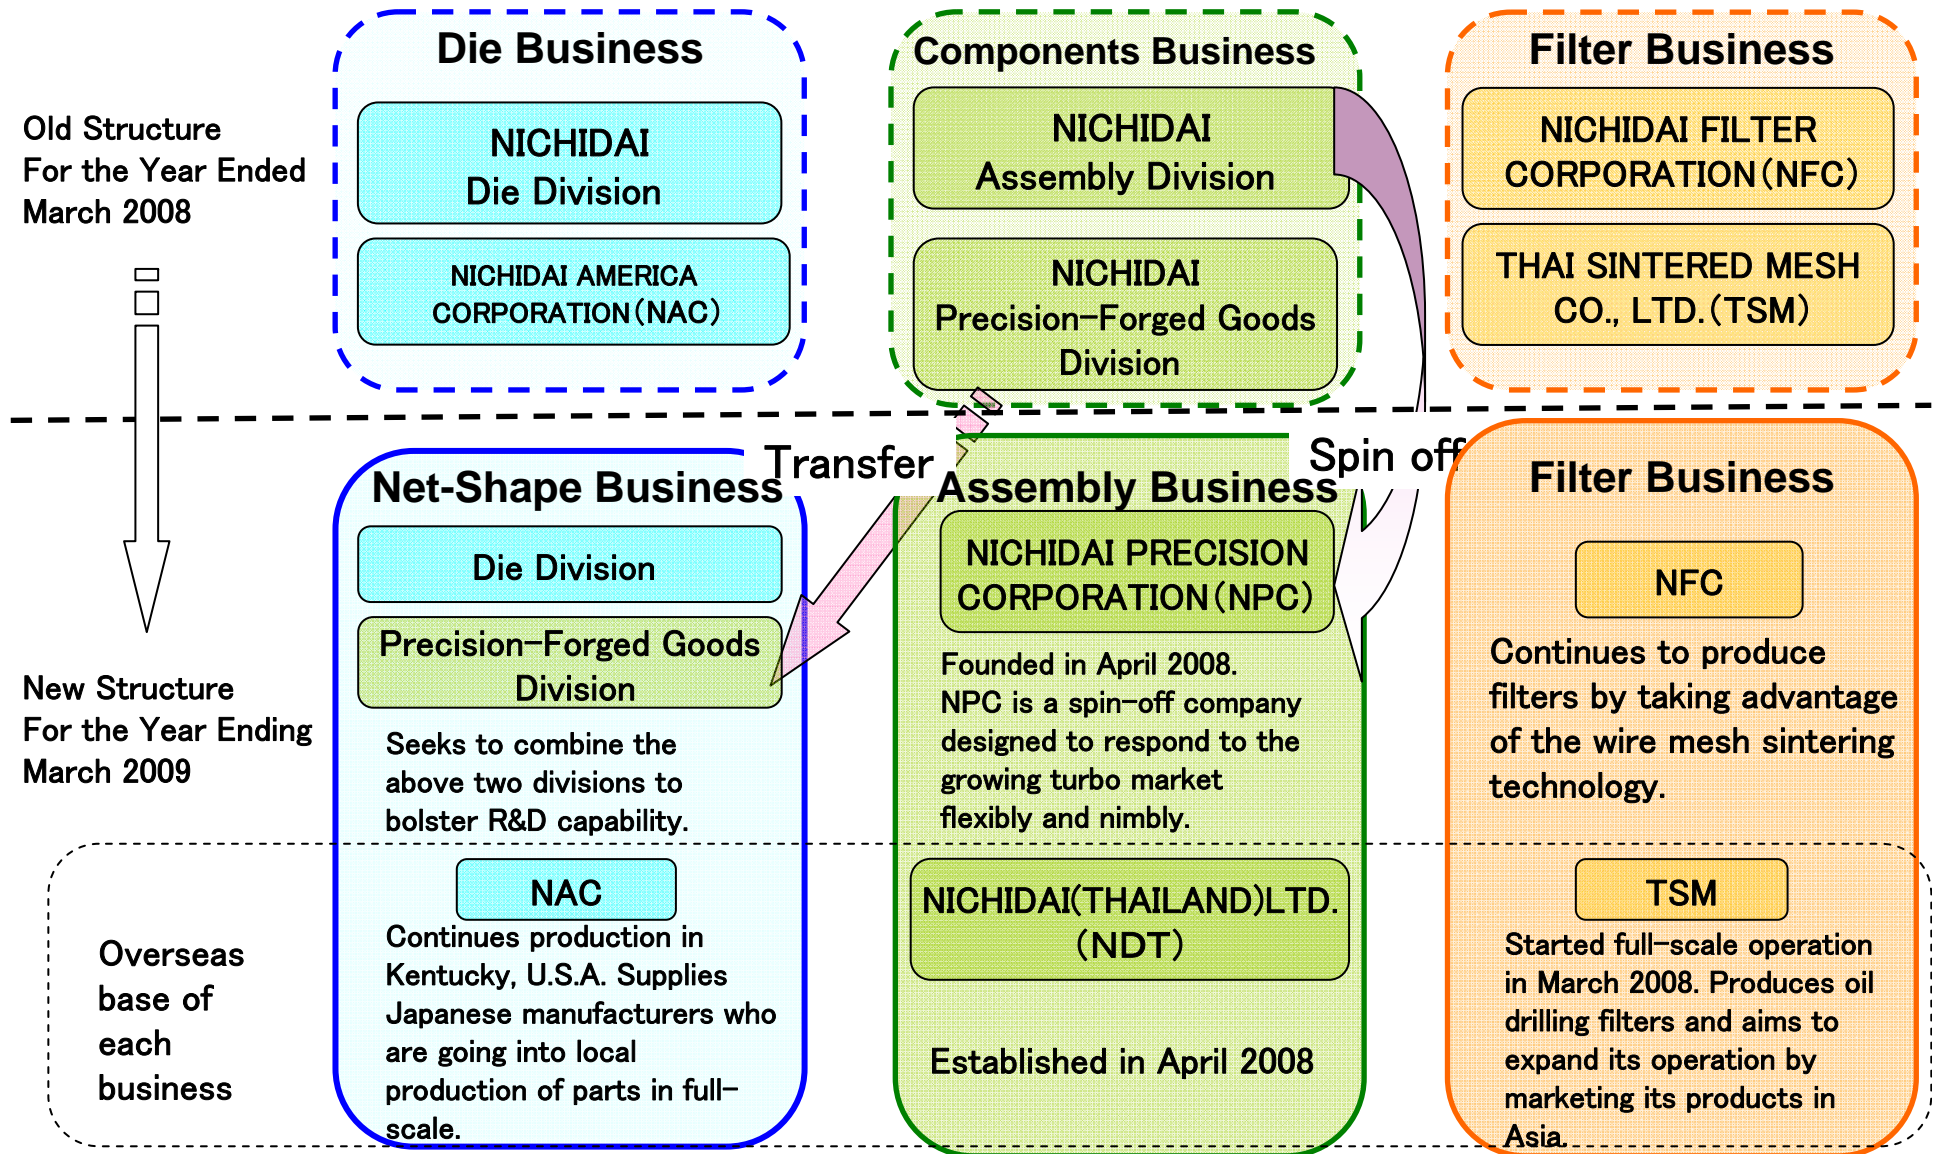 Die Business
Components Business
Filter Business
Old Structure
For the Year Ended
March 2008
NICHIDAI
Die Division
NICHIDAI AMERICA
CORPORATION(NAC)
NICHIDAI
Assembly Division
NICHIDAI
Precision-Forged Goods
Division
NICHIDAI FILTER
CORPORATION(NFC)
THAI SINTERED MESH
CO., LTD.(TSM)
Transfer
Spin off
New Structure
For the Year Ending
March 2009
Net-Shape Business
Die Division
Precision-Forged Goods
Division
Seeks to combine the
above two divisions to
bolster R&D capability.
Assembly Business
NICHIDAI PRECISION
CORPORATION(NPC)
Founded in April 2008.
NPC is a spin-off company
designed to respond to the
growing turbo market
flexibly and nimbly.
Filter Business
NFC
Continues to produce
filters by taking advantage
of the wire mesh sintering
technology.
Overseas
base of
each
business
NAC
Continues production in
Kentucky, U.S.A. Supplies
Japanese manufacturers who
are going into local
production of parts in full-
scale.
NICHIDAI(THAILAND)LTD.
(NDT)
Established in April 2008
TSM
Started full-scale operation
in March 2008. Produces oil
drilling filters and aims to
expand its operation by
marketing its products in
Asia.